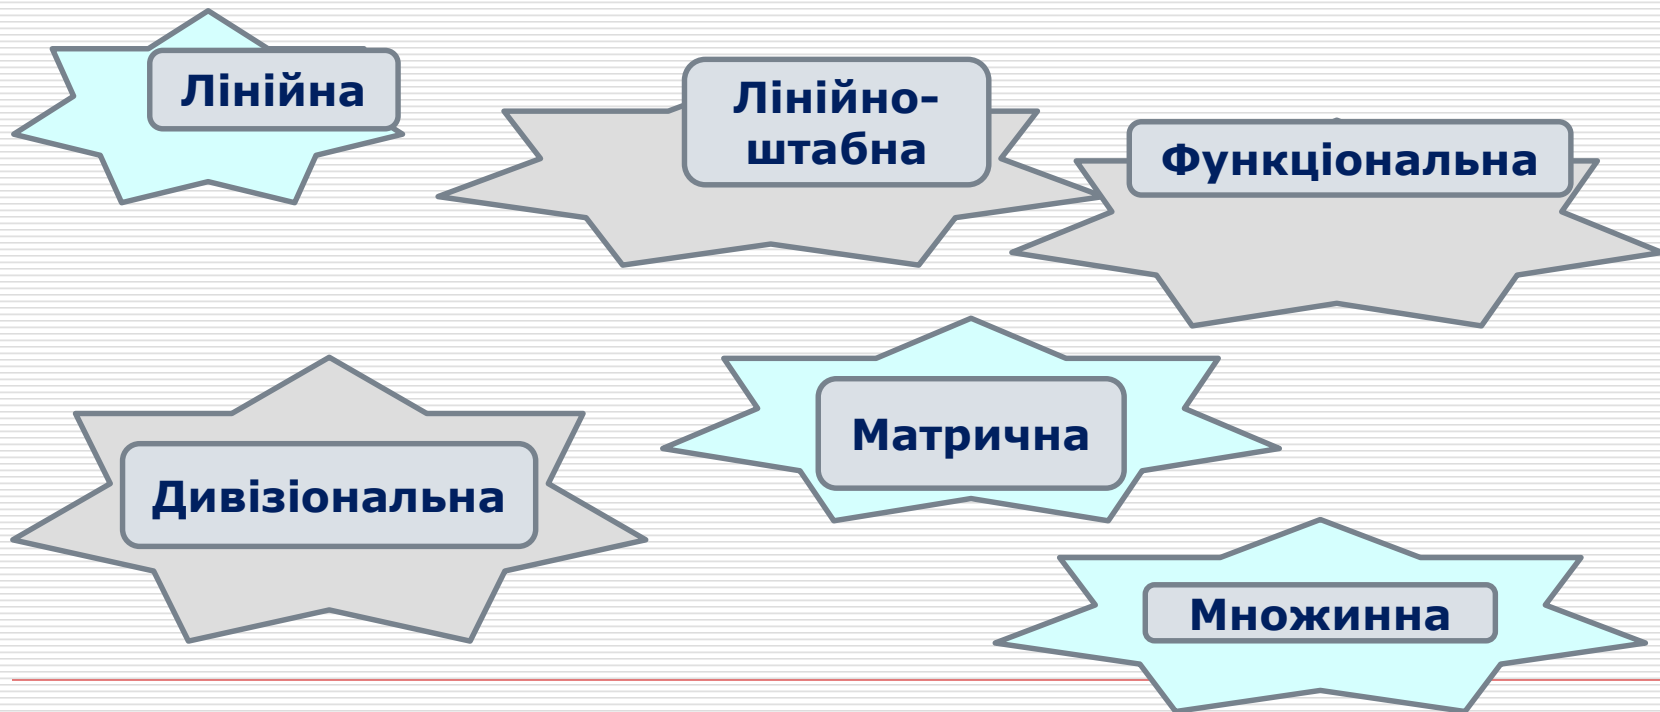 Лінійна
Лінійно–
штабна
Функціональна
Матрична
Дивізіональна
Множинна